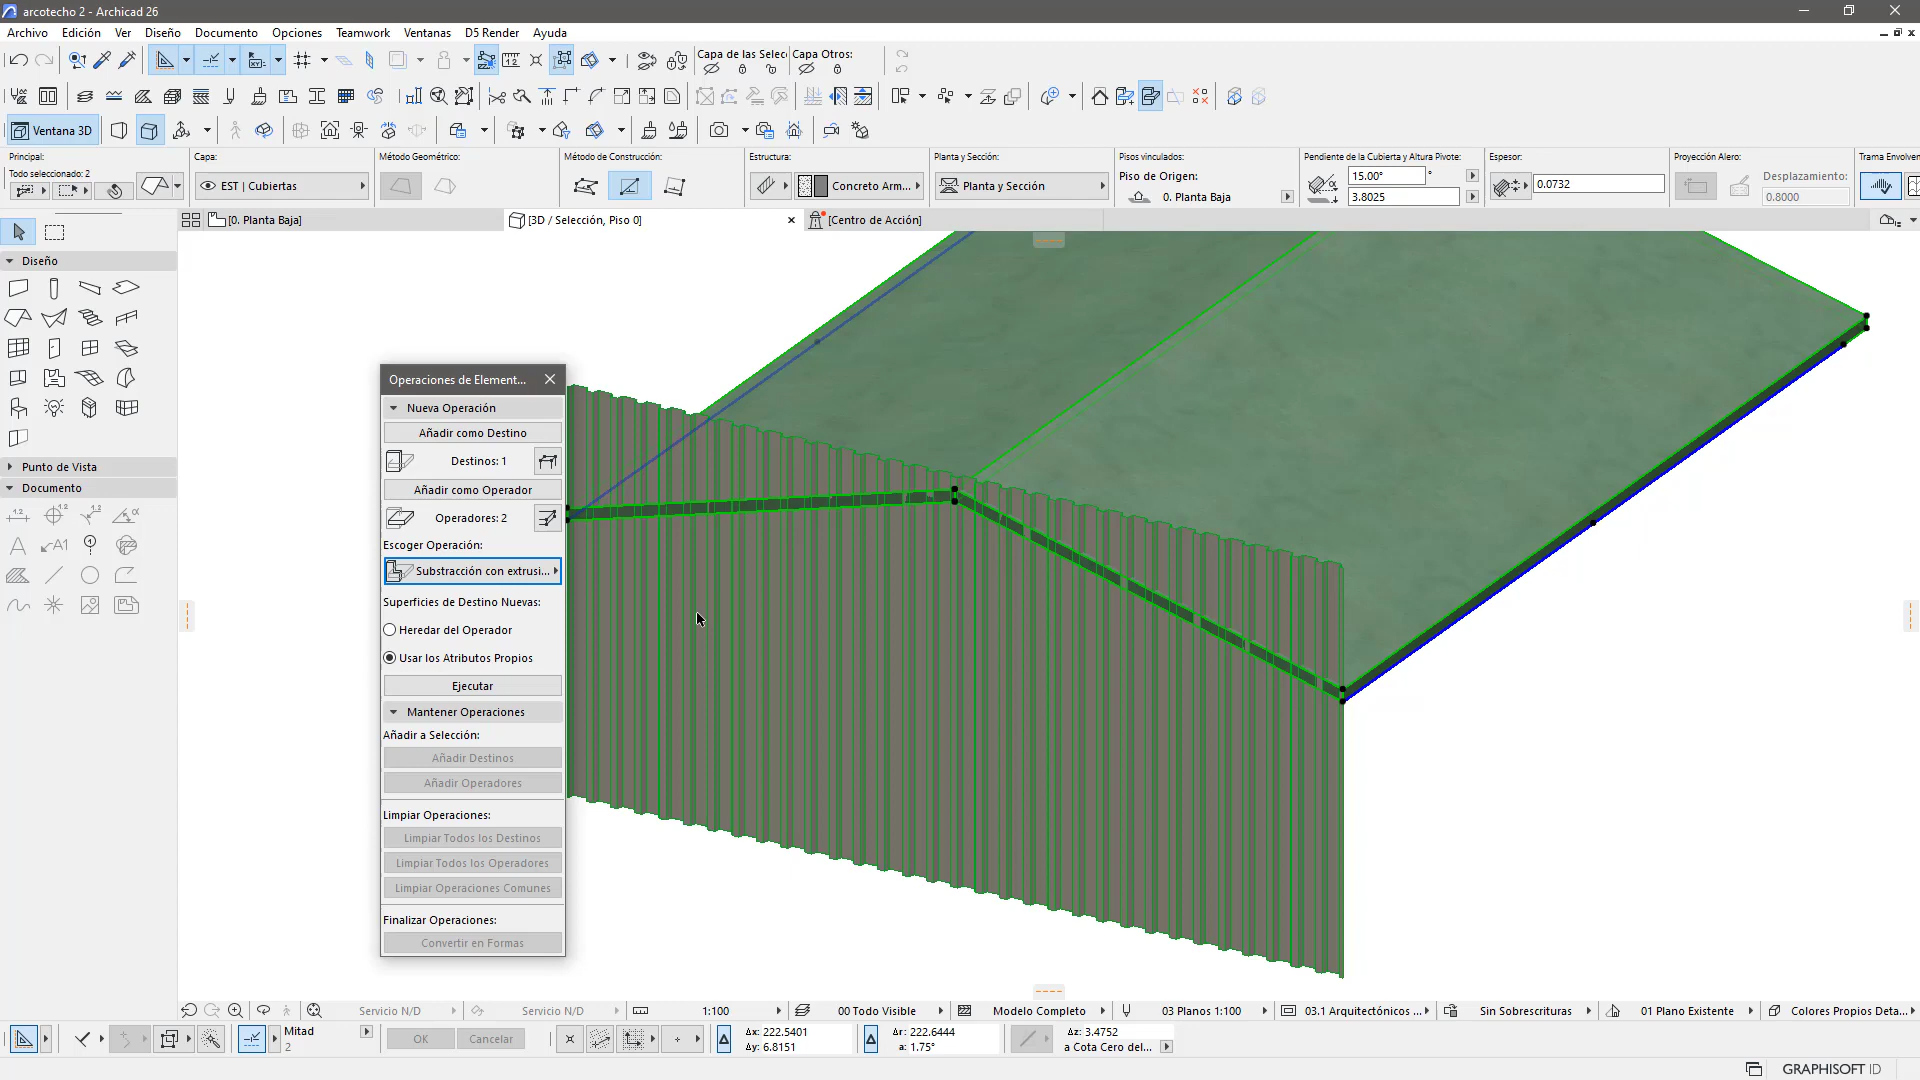 arcotecho 2 - Archicad 26
Archivo Edición Ver Diseño Documento Opciones Teamwork Ventanas D5 Render Ayuda
Capa de las Selec Capa Otros:
Ventana 3D
Principal: Capa: Método Geométrico: Método de Construcción: Estructura: Planta y Sección: Pisos vinculados: Pendiente de la Cubierta y Altura Pivote: Espesor: Proyección Alero: Trama Envolven
Todo seleccionado: 2
EST | Cubiertas
Concreto Arm...
Planta y Sección
Piso de Origen:
0. Planta Baja
15.00° °
3.8025
0.0732
Desplazamiento:
0.8000
[0. Planta Baja] [3D / Selección, Piso 0] [Centro de Acción]
Diseño
Punto de Vista
Documento
A1
Operaciones de Element...
Nueva Operación
Añadir como Destino
Destinos: 1
Añadir como Operador
Operadores: 2
Escoger Operación:
Substracción con extrusi...
Superficies de Destino Nuevas:
Heredar del Operador
Usar los Atributos Propios
Ejecutar
Mantener Operaciones
Añadir a Selección:
Añadir Destinos
Añadir Operadores
Limpiar Operaciones:
Limpiar Todos los Destinos
Limpiar Todos los Operadores
Limpiar Operaciones Comunes
Finalizar Operaciones:
Convertir en Formas
Servicio N/D Servicio N/D 1:100 00 Todo Visible Modelo Completo 03 Planos 1:100 03.1 Arquitectónicos ... Sin Sobrescrituras 01 Plano Existente Colores Propios Deta...
Mitad
2
OK Cancelar
Δx: 222.5401
Δy: 6.8151
Δr: 222.6444
a: 1.75°
Δz: 3.4752
a Cota Cero del...
GRAPHISOFT ID